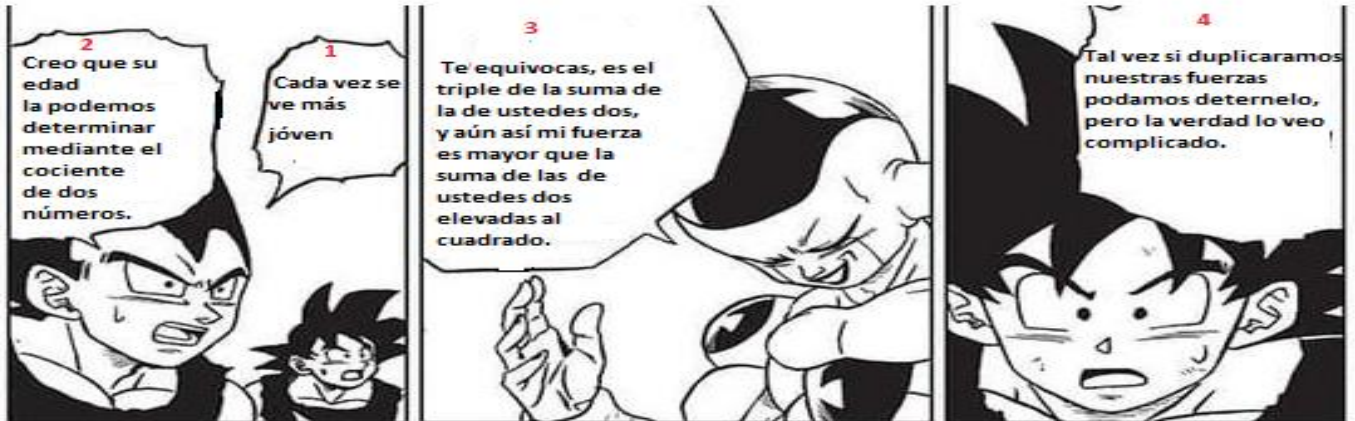 1
Cada vez se
ve más
jóven
2
Creo que su
edad
la podemos
determinar
mediante el
cociente
de dos
números.
3
Te equivocas, es el
triple de la suma de
la de ustedes dos,
y aún así mi fuerza
es mayor que la
suma de las de
ustedes dos
elevadas al
cuadrado.
4
Tal vez si duplicaramos
nuestras fuerzas
podamos deternelo,
pero la verdad lo veo
complicado.